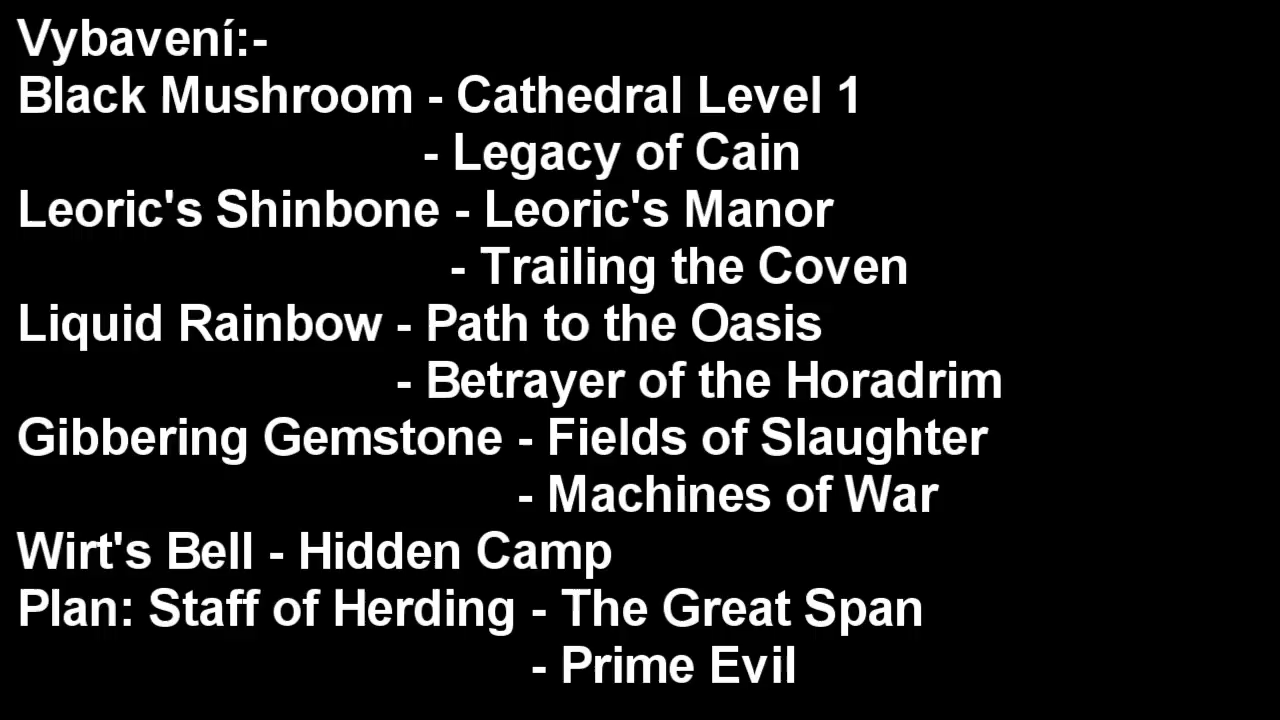 Vybavení:-
Black Mushroom - Cathedral Level 1
- Legacy of Cain
Leoric's Shinbone - Leoric's Manor
- Trailing the Coven
Liquid Rainbow - Path to the Oasis
- Betrayer of the Horadrim
Gibbering Gemstone - Fields of Slaughter
- Machines of War
Wirt's Bell - Hidden Camp
Plan: Staff of Herding - The Great Span
- Prime Evil